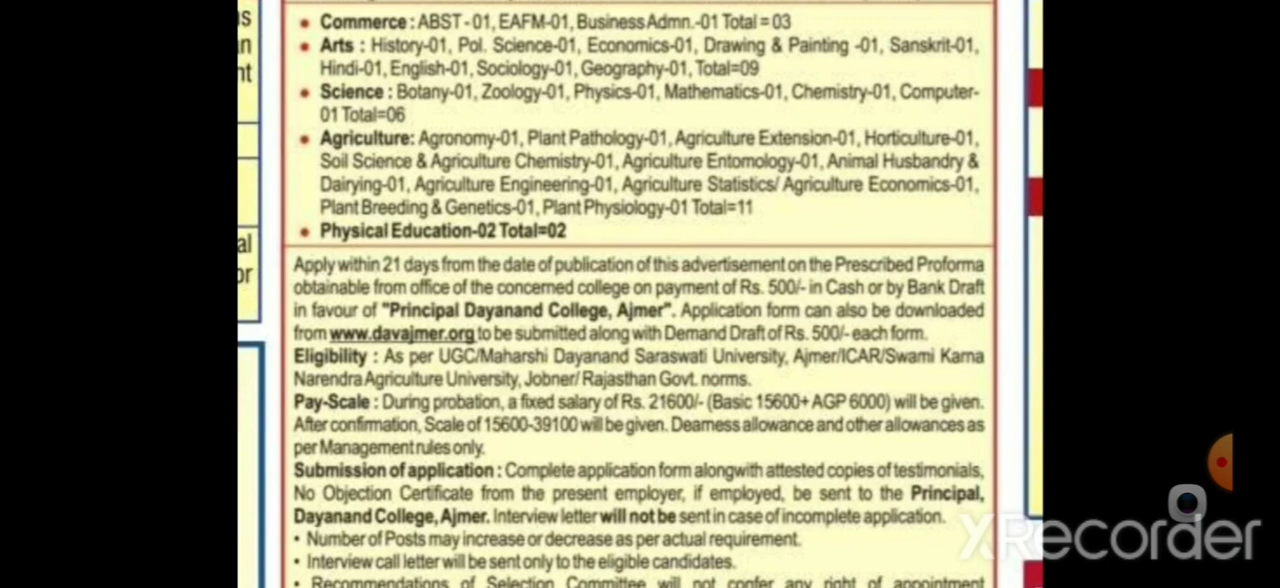 Commerce : ABST - 01, EAFM-01, Business Admn.-01 Total = 03
Arts : History-01, Pol. Science-01, Economics-01, Drawing & Painting -01, Sanskrit-01,
Hindi-01, English-01, Sociology-01, Geography-01, Total=09
Science : Botany-01, Zoology-01, Physics-01, Mathematics-01, Chemistry-01, Computer-
01 Total=06
Agriculture: Agronomy-01, Plant Pathology-01, Agriculture Extension-01, Horticulture-01,
Soil Science & Agriculture Chemistry-01, Agriculture Entomology-01, Animal Husbandry &
Dairying-01, Agriculture Engineering-01, Agriculture Statistics/ Agriculture Economics-01,
Plant Breeding & Genetics-01, Plant Physiology-01 Total=11
Physical Education-02 Total=02
Apply within 21 days from the date of publication of this advertisement on the Prescribed Proforma
obtainable from office of the concerned college on payment of Rs. 500/- in Cash or by Bank Draft
in favour of "Principal Dayanand College, Ajmer". Application form can also be downloaded
from www.davajmer.org to be submitted along with Demand Draft of Rs. 500/- each form.
Eligibility : As per UGC/Maharshi Dayanand Saraswati University, Ajmer/ICAR/Swami Karna
Narendra Agriculture University, Jobner/ Rajasthan Govt. norms.
Pay-Scale : During probation, a fixed salary of Rs. 21600/- (Basic 15600+ AGP 6000) will be given.
After confirmation, Scale of 15600-39100 will be given. Dearness allowance and other allowances as
per Management rules only.
Submission of application : Complete application form alongwith attested copies of testimonials,
No Objection Certificate from the present employer, if employed, be sent to the Principal,
Dayanand College, Ajmer. Interview letter will not be sent in case of incomplete application.
• Number of Posts may increase or decrease as per actual requirement.
• Interview call letter will be sent only to the eligible candidates.
• Recommendations of Selection Committee will not confer any right of appointment
XRecorder